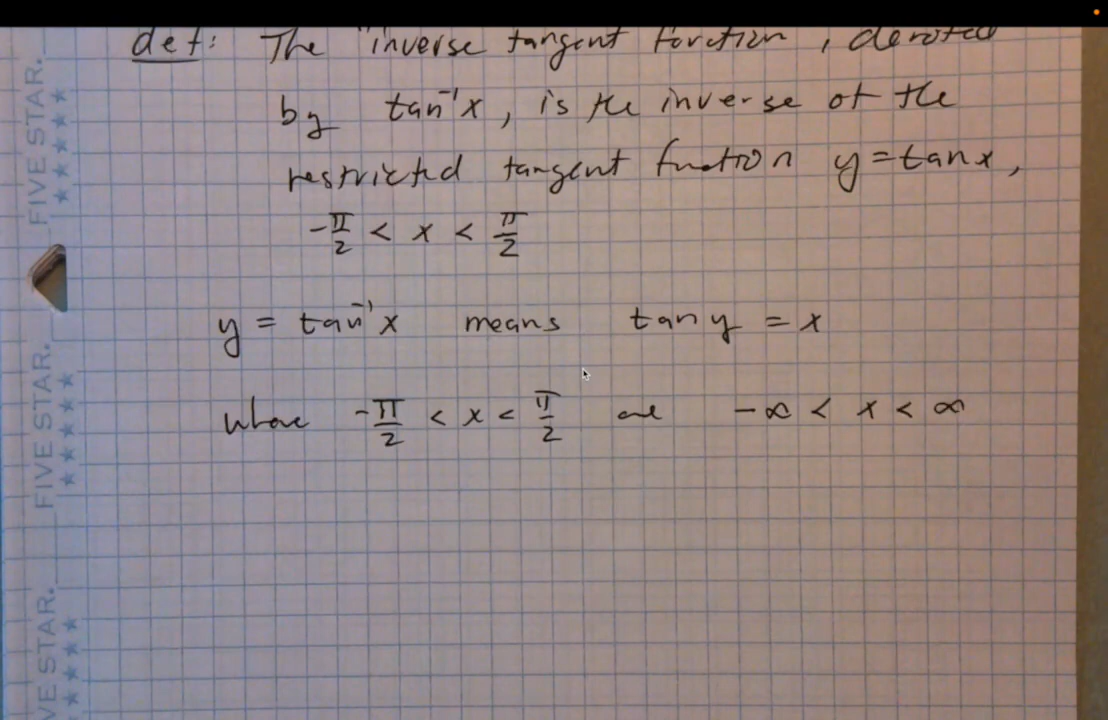 def: The "inverse tangent function", denoted
by tan⁻¹x, is the inverse of the
restricted tangent function y = tan x,
-π/2 < x < π/2
y = tan⁻¹x means tan y = x
where -π/2 < x < π/2 and -∞ < x < ∞
FIVE STAR.
FIVE STAR.
VE STAR.